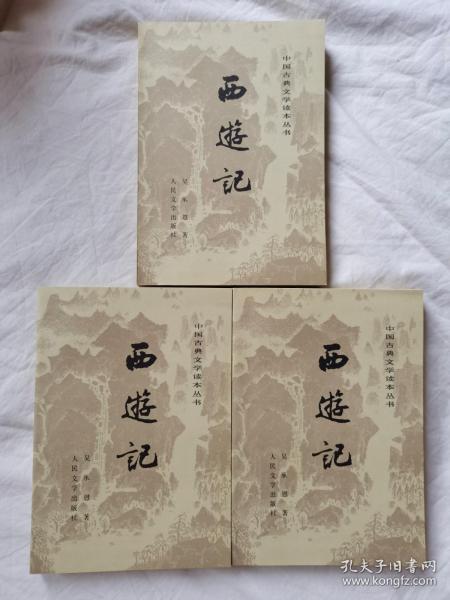 中国古典文学读本丛书
西遊記
吴承恩 著
人民文学出版社
中国古典文学读本丛书
西遊記
吴承恩 著
人民文学出版社
中国古典文学读本丛书
西遊記
吴承恩 著
人民文学出版社
孔夫子旧书网
www.kongfz.com